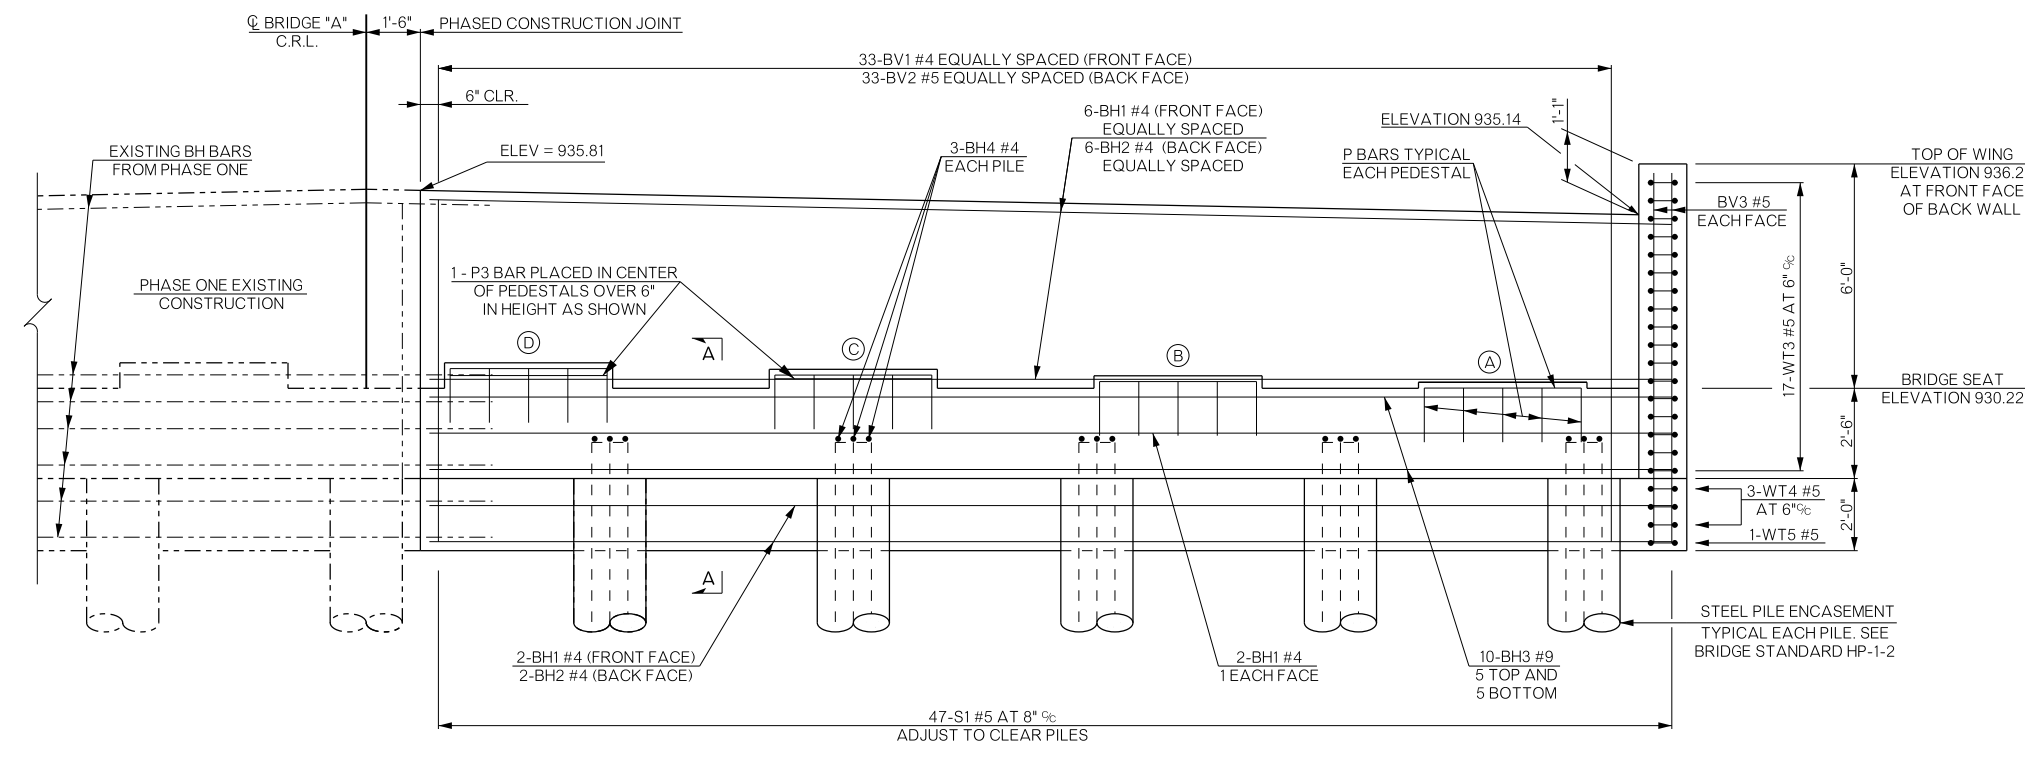 ℄ BRIDGE "A"
C.R.L.
1'-6"
PHASED CONSTRUCTION JOINT
33-BV1 #4 EQUALLY SPACED (FRONT FACE)
33-BV2 #5 EQUALLY SPACED (BACK FACE)
6" CLR.
6-BH1 #4 (FRONT FACE)
EQUALLY SPACED
6-BH2 #4 (BACK FACE)
EQUALLY SPACED
ELEVATION 935.14
1'-1"
EXISTING BH BARS
FROM PHASE ONE
ELEV = 935.81
3-BH4 #4
EACH PILE
P BARS TYPICAL
EACH PEDESTAL
TOP OF WING
ELEVATION 936.2
AT FRONT FACE
OF BACK WALL
BV3 #5
EACH FACE
PHASE ONE EXISTING
CONSTRUCTION
1 - P3 BAR PLACED IN CENTER
OF PEDESTALS OVER 6"
IN HEIGHT AS SHOWN
17-WT3 #5 AT 6" c/c
6'-0"
D
A
C
B
A
BRIDGE SEAT
ELEVATION 930.22
2'-6"
3-WT4 #5
AT 6" c/c
2'-0"
1-WT5 #5
A
STEEL PILE ENCASEMENT
TYPICAL EACH PILE. SEE
BRIDGE STANDARD HP-1-2
2-BH1 #4 (FRONT FACE)
2-BH2 #4 (BACK FACE)
2-BH1 #4
1 EACH FACE
10-BH3 #9
5 TOP AND
5 BOTTOM
47-S1 #5 AT 8" c/c
ADJUST TO CLEAR PILES